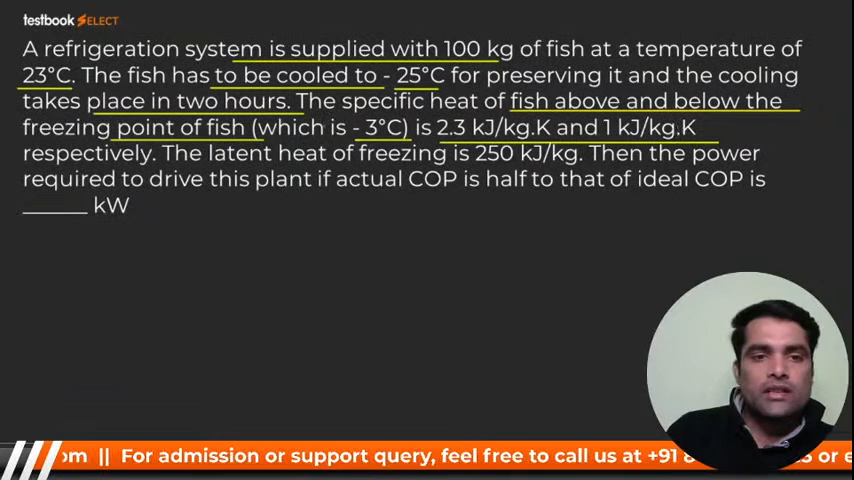 testbook SELECT
A refrigeration system is supplied with 100 kg of fish at a temperature of
23°C. The fish has to be cooled to - 25°C for preserving it and the cooling
takes place in two hours. The specific heat of fish above and below the
freezing point of fish (which is - 3°C) is 2.3 kJ/kg.K and 1 kJ/kg.K
respectively. The latent heat of freezing is 250 kJ/kg. Then the power
required to drive this plant if actual COP is half to that of ideal COP is
______ kW
om || For admission or support query, feel free to call us at +91 8 or e